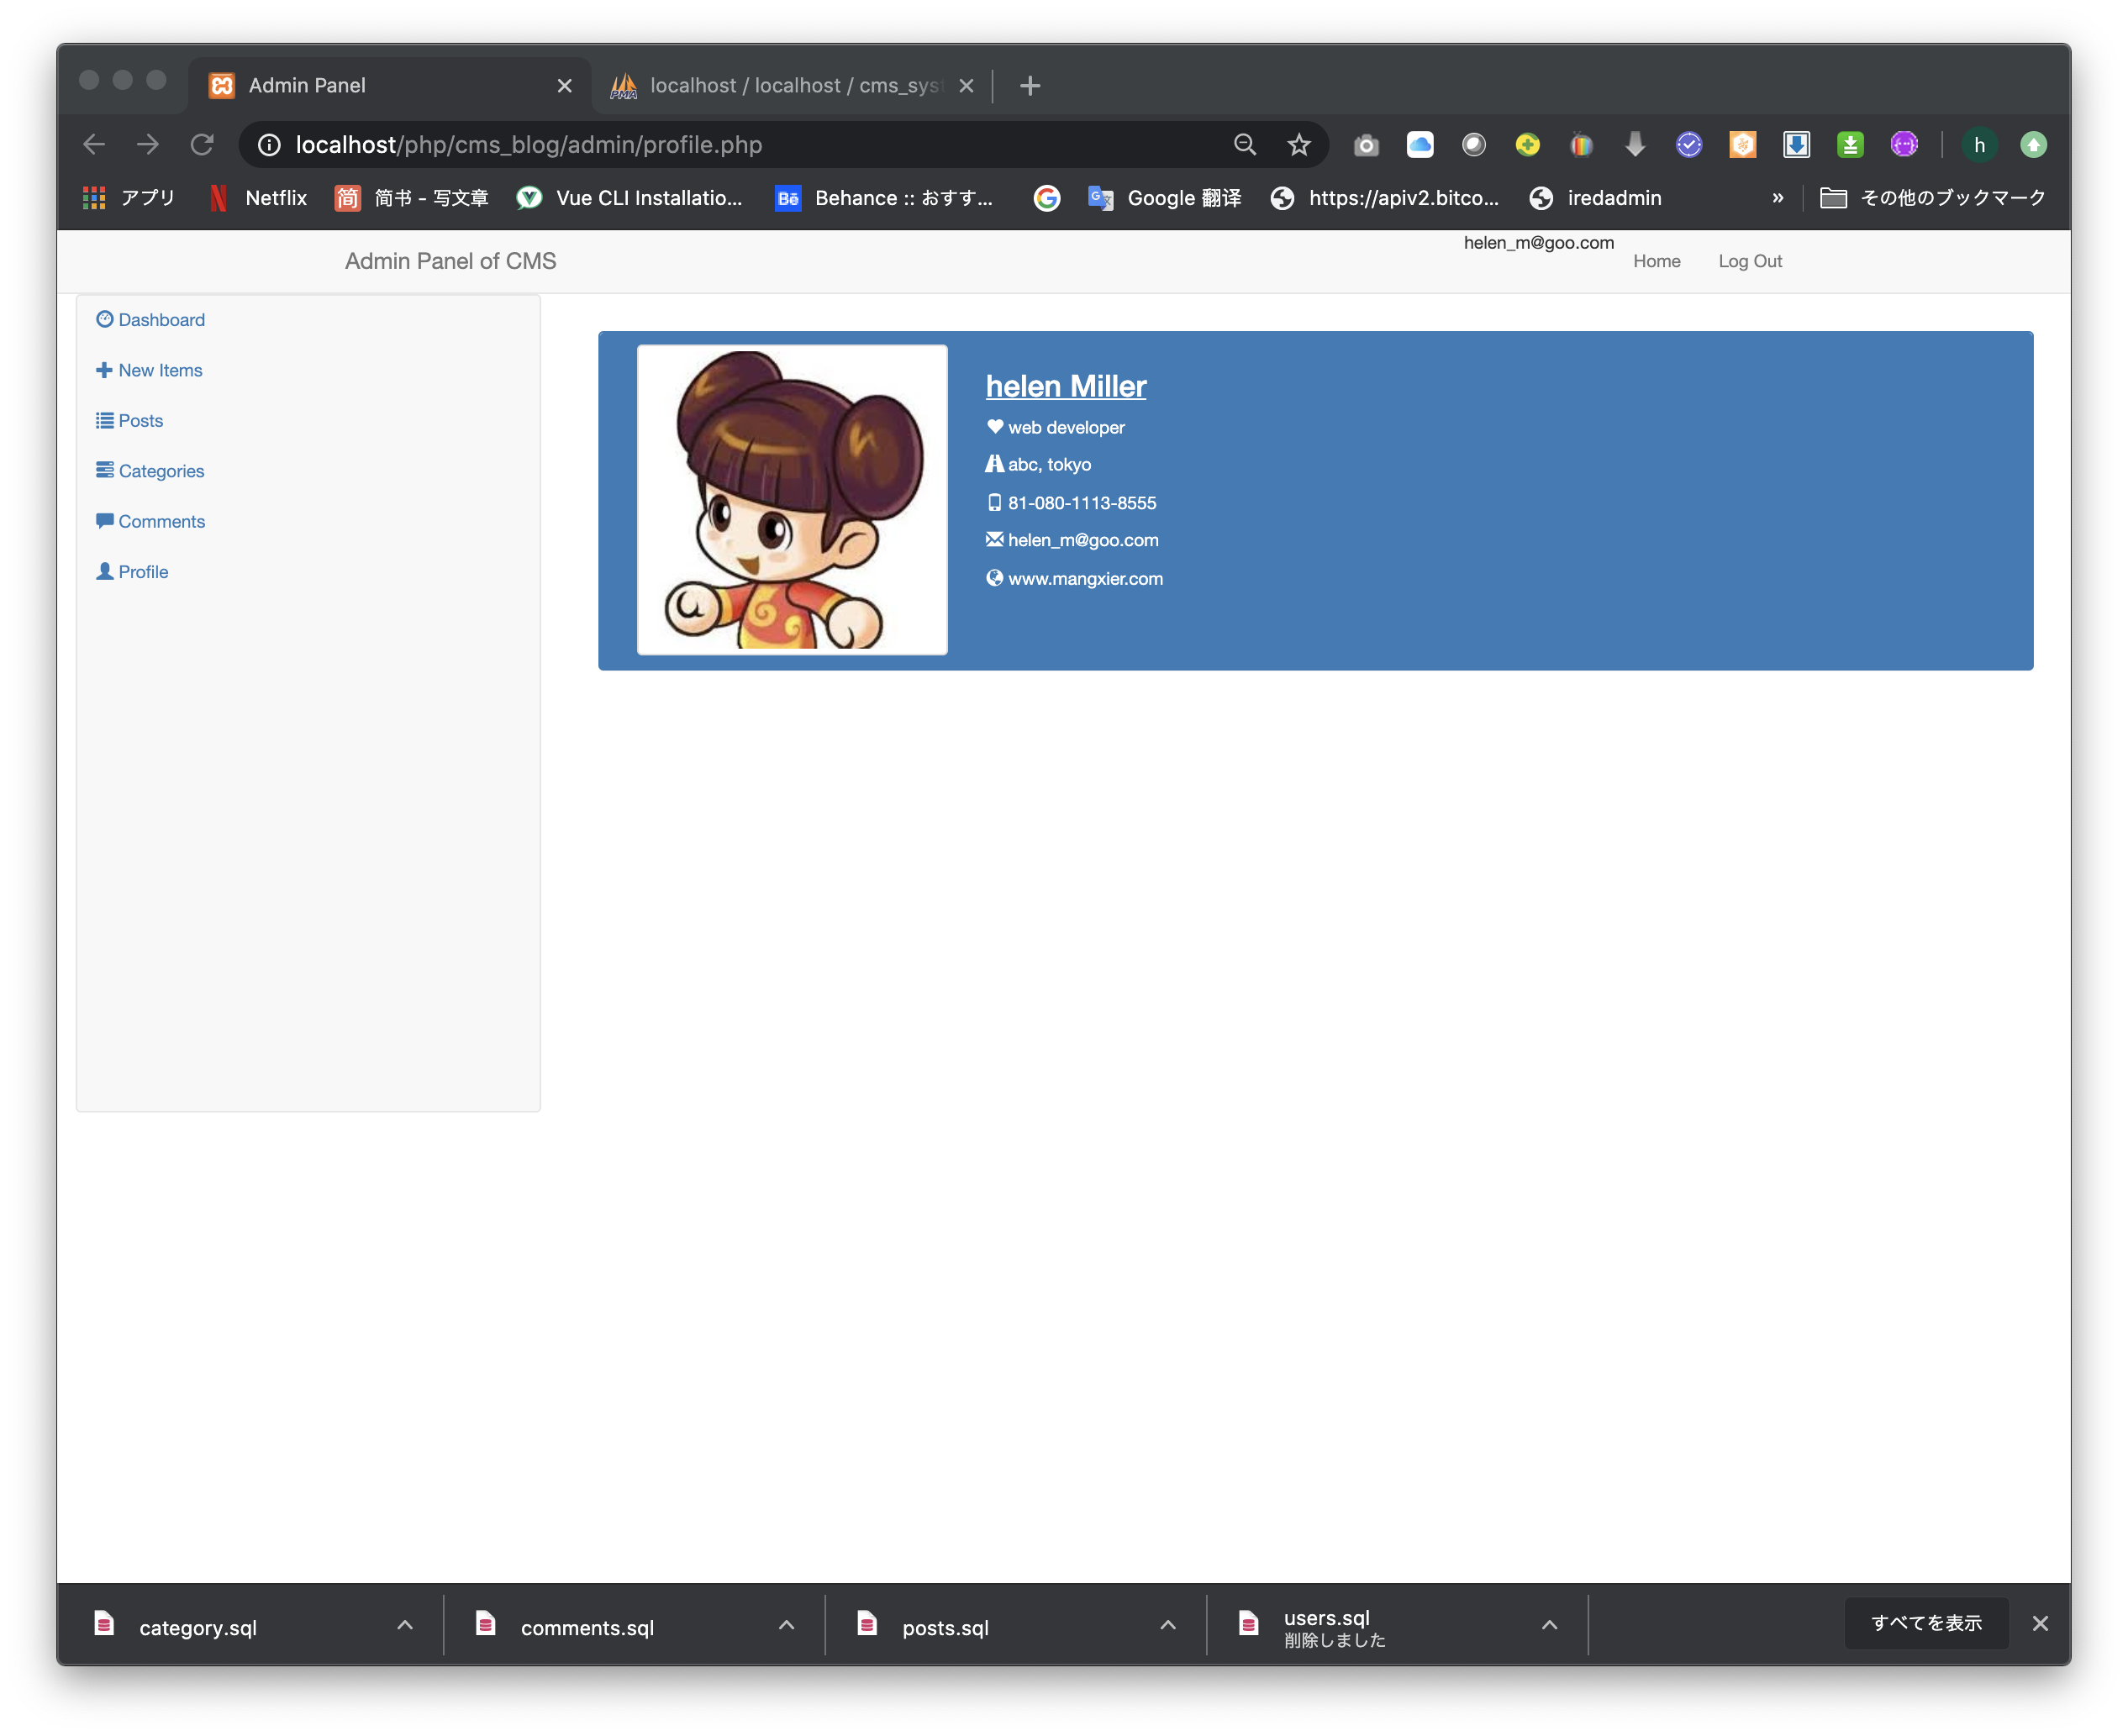 Admin Panel
localhost / localhost / cms_syst
localhost/php/cms_blog/admin/profile.php
h
アプリ
Netflix
简
简书 - 写文章
Vue CLI Installatio...
Bē
Behance :: おすす...
Google 翻译
https://apiv2.bitco...
iredadmin
»
その他のブックマーク
Admin Panel of CMS
helen_m@goo.com
Home
Log Out
Dashboard
New Items
Posts
Categories
Comments
Profile
helen Miller
web developer
abc, tokyo
81-080-1113-8555
helen_m@goo.com
www.mangxier.com
category.sql
comments.sql
posts.sql
users.sql
削除しました
すべてを表示